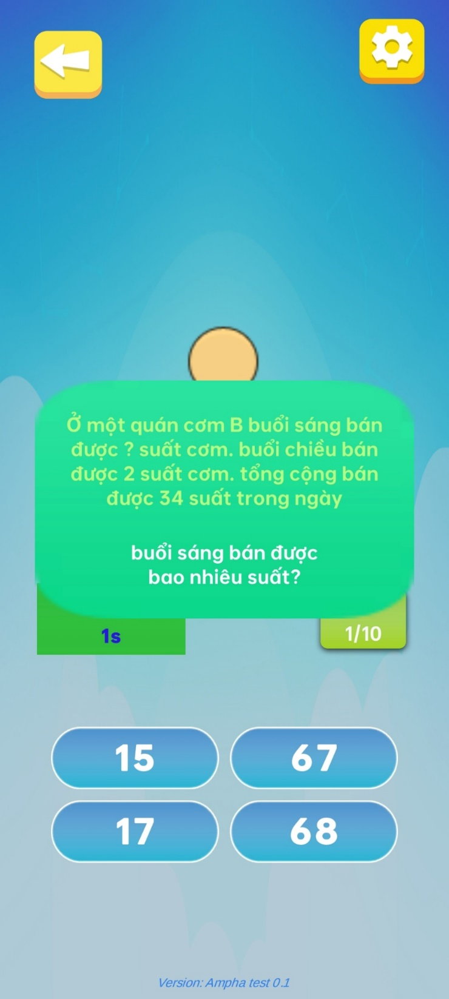 Ở một quán cơm B buổi sáng bán
được ? suất cơm. buổi chiều bán
được 2 suất cơm. tổng cộng bán
được 34 suất trong ngày
buổi sáng bán được
bao nhiêu suất?
1s
1/10
15
67
17
68
Version: Ampha test 0.1